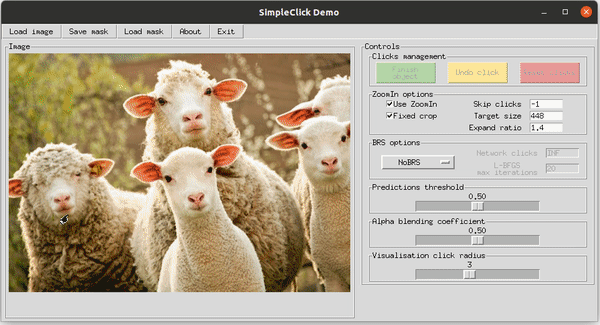 SimpleClick Demo
Load image Save mask Load mask About Exit
Image
Controls
Clicks management
Finish object
Undo click
Reset clicks
ZoomIn options
Use ZoomIn Skip clicks -1
Fixed crop Target size 448
Expand ratio 1.4
BRS options
NoBRS
Network clicks INF
L-BFGS
max iterations 20
Predictions threshold
0.50
Alpha blending coefficient
0.50
Visualisation click radius
3